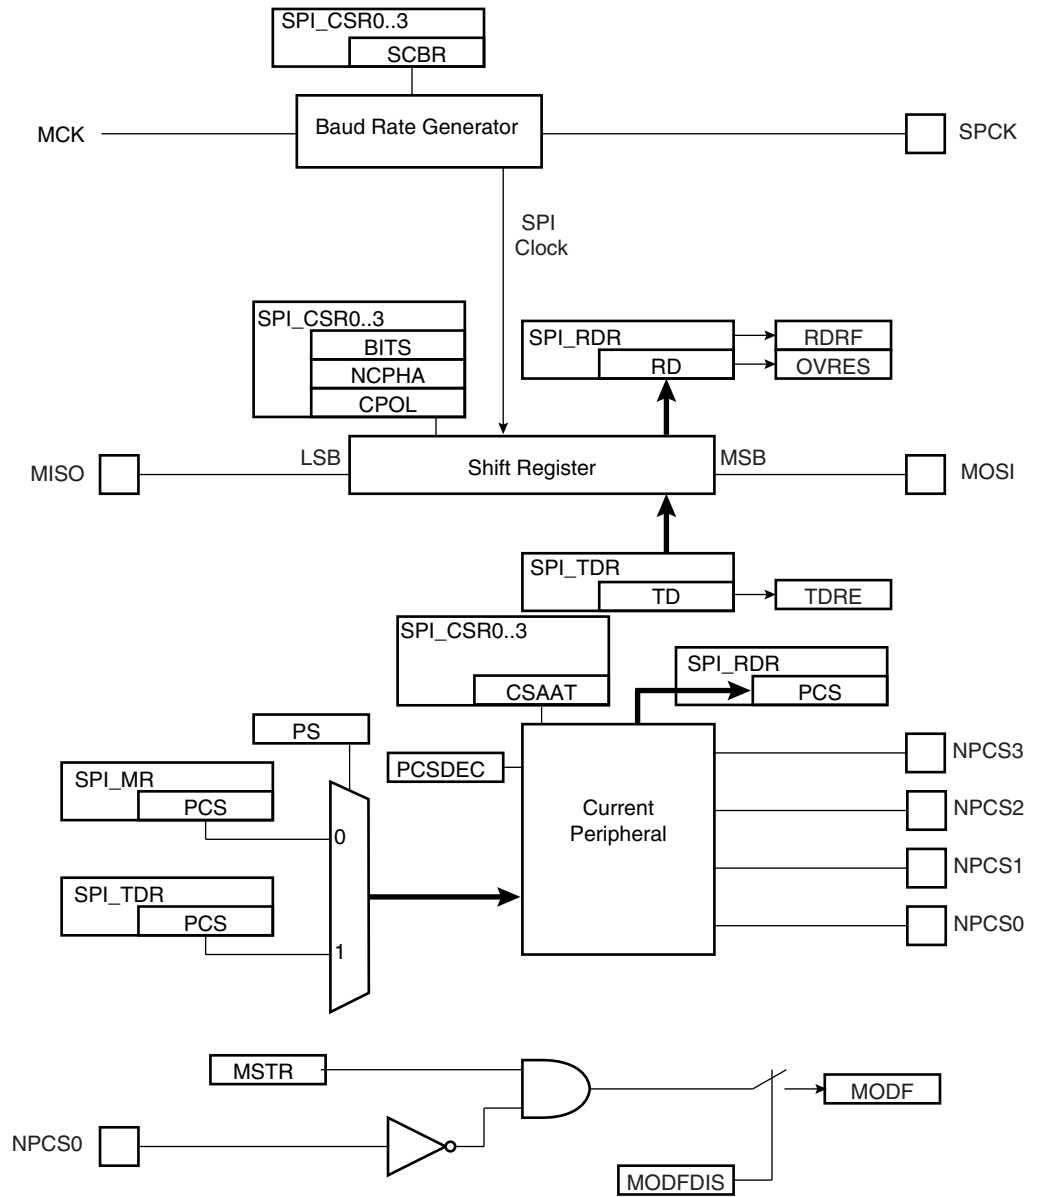 SPI_CSR0..3
SCBR
MCK
Baud Rate Generator
SPCK
SPI
Clock
SPI_CSR0..3
BITS
NCPHA
CPOL
SPI_RDR
RD
RDRF
OVRES
MISO
LSB
Shift Register
MSB
MOSI
SPI_TDR
TD
TDRE
SPI_CSR0..3
CSAAT
SPI_RDR
PCS
PS
PCSDEC
SPI_MR
PCS
0
Current
Peripheral
NPCS3
NPCS2
NPCS1
NPCS0
SPI_TDR
PCS
1
MSTR
MODF
NPCS0
MODFDIS